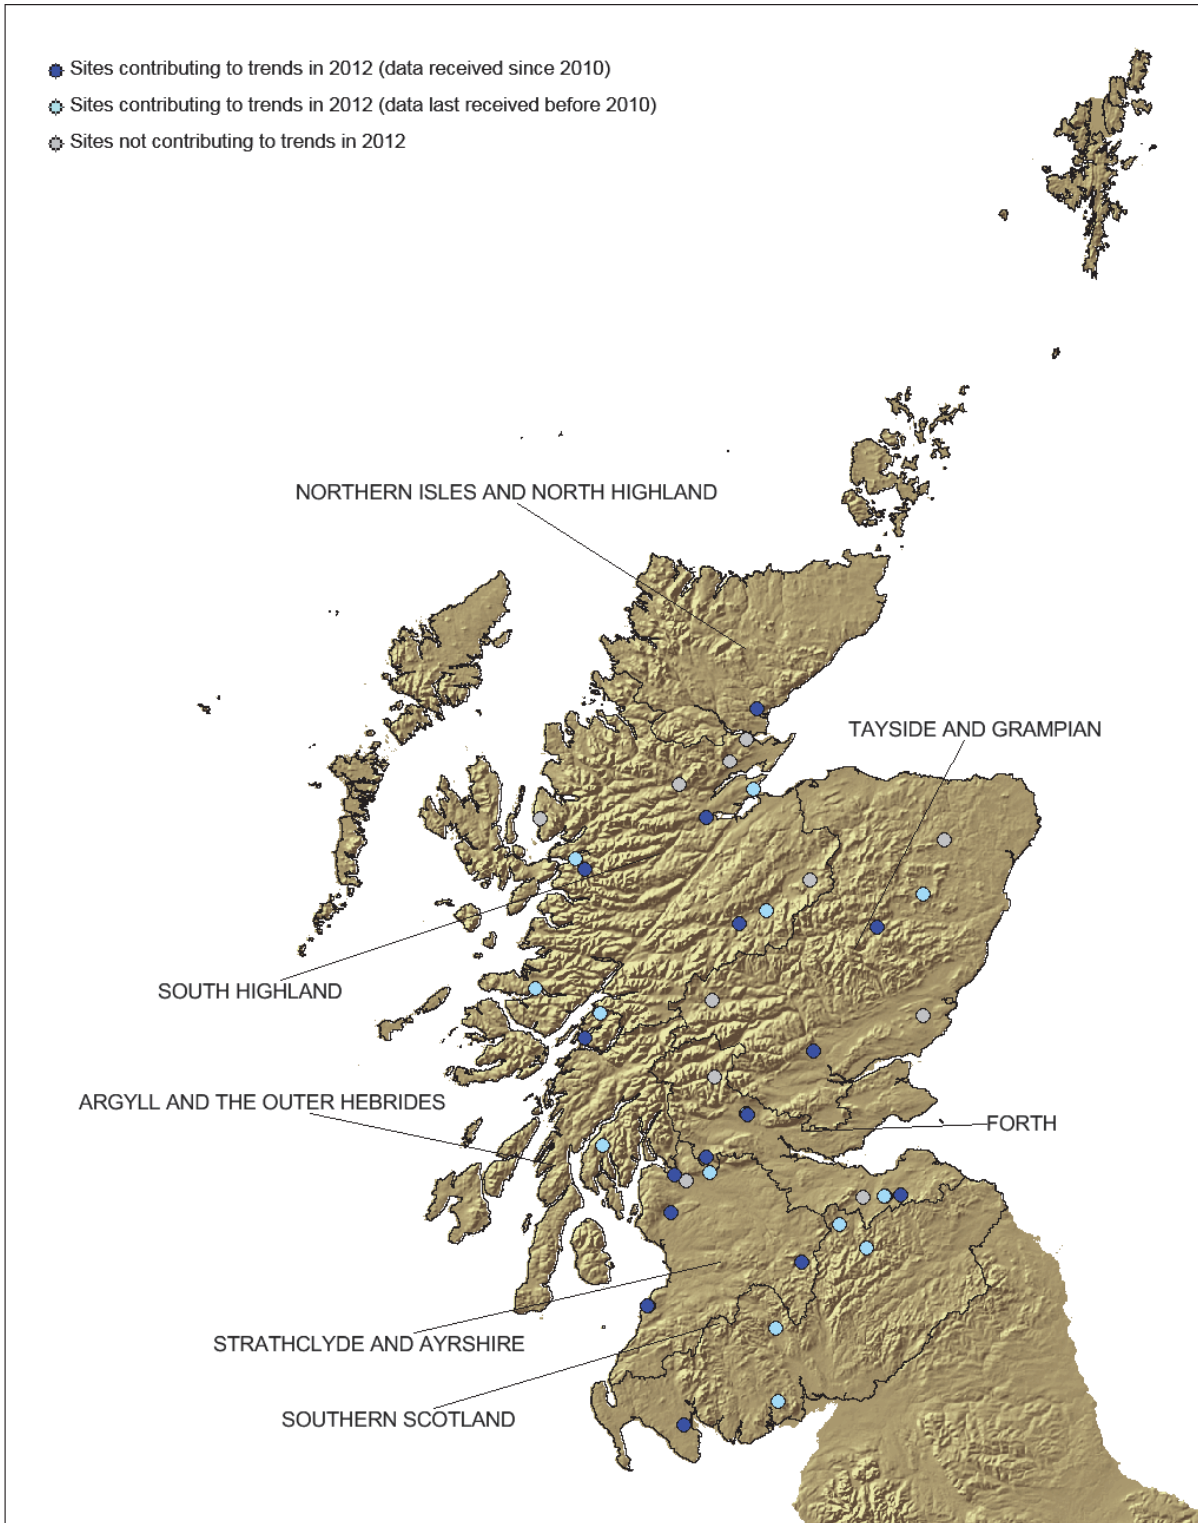 Sites contributing to trends in 2012 (data received since 2010)
Sites contributing to trends in 2012 (data last received before 2010)
Sites not contributing to trends in 2012
NORTHERN ISLES AND NORTH HIGHLAND
TAYSIDE AND GRAMPIAN
SOUTH HIGHLAND
ARGYLL AND THE OUTER HEBRIDES
FORTH
STRATHCLYDE AND AYRSHIRE
SOUTHERN SCOTLAND